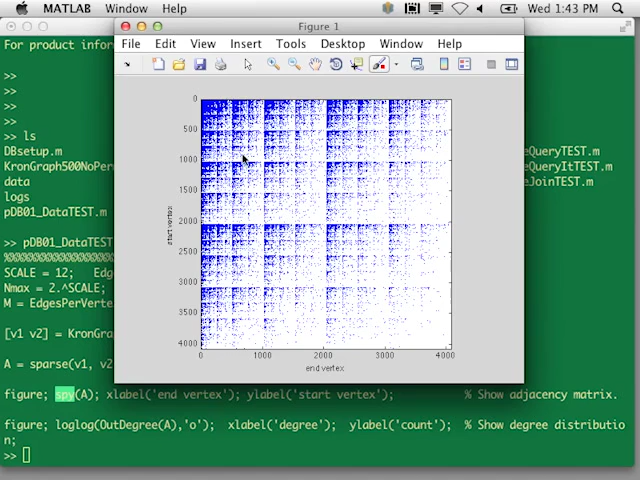 MATLAB Window Help
Wed 1:43 PM
Figure 1
File Edit View Insert Tools Desktop Window Help
For product infor
>>
>>
>>
>>
>> ls
DBsetup.m
eQueryTEST.m
KronGraph500NoPer
eQueryItTEST.m
data
eJoinTEST.m
logs
pDB01_DataTEST.m
>> pDB01_DataTEST
SCALE = 12; Edg
Nmax = 2.^SCALE;
M = EdgesPerVerte
[v1 v2] = KronGra
A = sparse(v1, v2
0
500
1000
1500
2000
2500
3000
3500
4000
start vertex
0 1000 2000 3000 4000
end vertex
figure; spy(A); xlabel('end vertex'); ylabel('start vertex'); % Show adjacency matrix.
figure; loglog(OutDegree(A),'o'); xlabel('degree'); ylabel('count'); % Show degree distributio
n;
>>